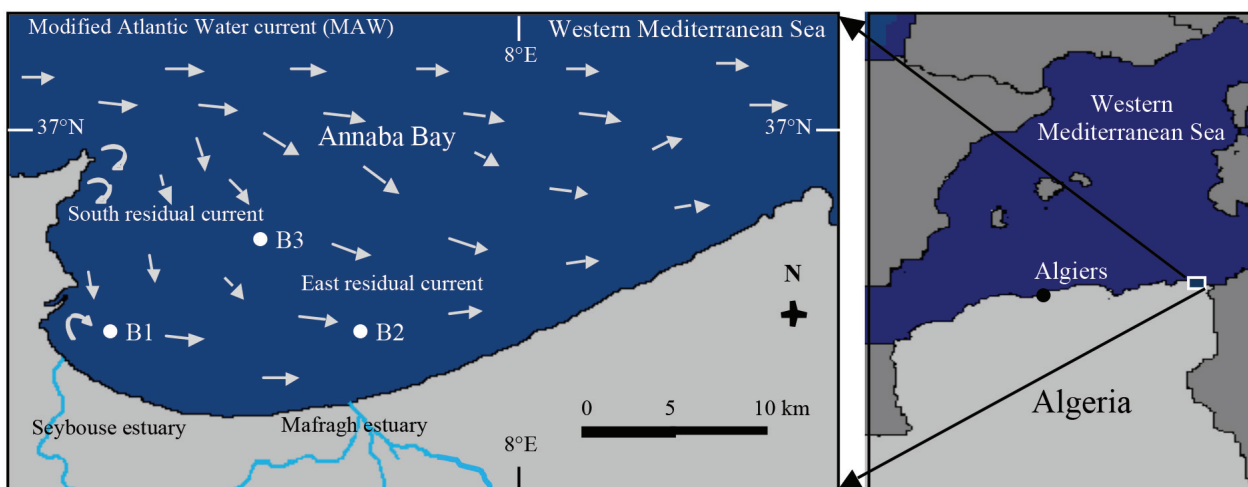 Modified Atlantic Water current (MAW)
Western Mediterranean Sea
8°E
37°N
37°N
Annaba Bay
South residual current
B3
East residual current
N
B1
B2
0 5 10 km
Seybouse estuary
Mafragh estuary
8°E
Western
Mediterranean Sea
Algiers
Algeria